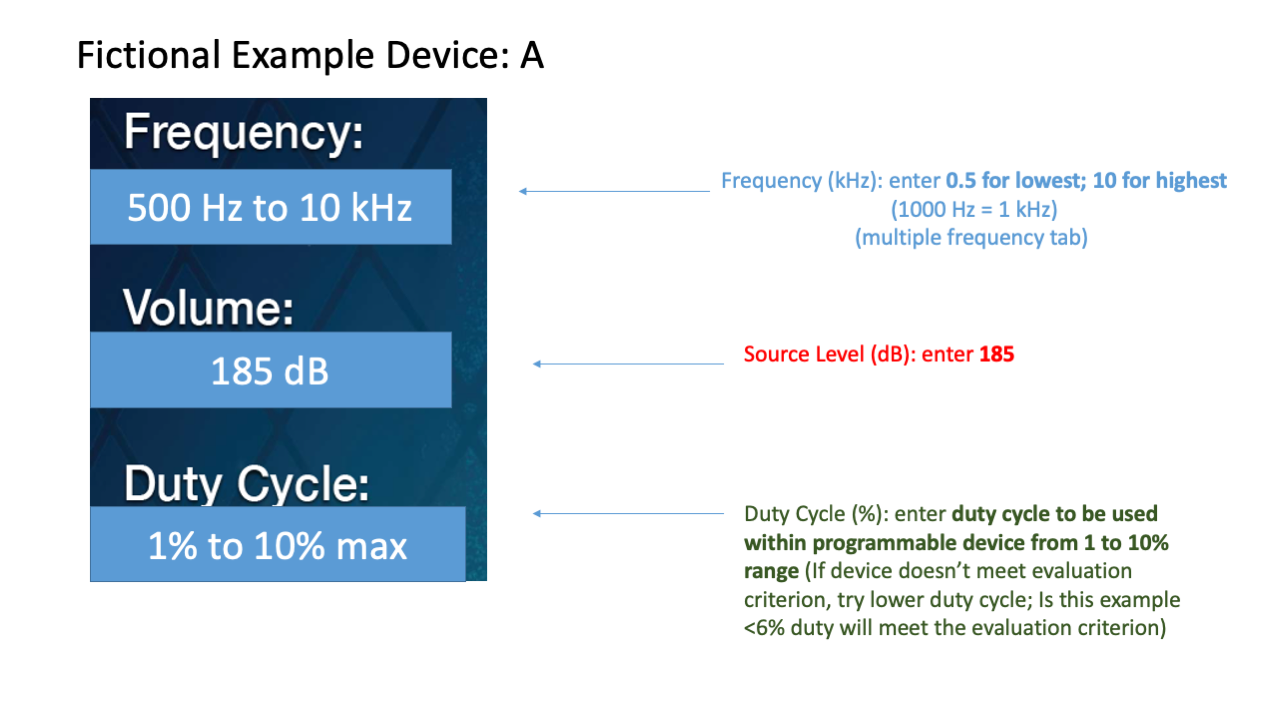 Fictional Example Device: A
Frequency:
500 Hz to 10 kHz
Frequency (kHz): enter 0.5 for lowest; 10 for highest
(1000 Hz = 1 kHz)
(multiple frequency tab)
Volume:
185 dB
Source Level (dB): enter 185
Duty Cycle:
1% to 10% max
Duty Cycle (%): enter duty cycle to be used
within programmable device from 1 to 10%
range (If device doesn’t meet evaluation
criterion, try lower duty cycle; Is this example
<6% duty will meet the evaluation criterion)